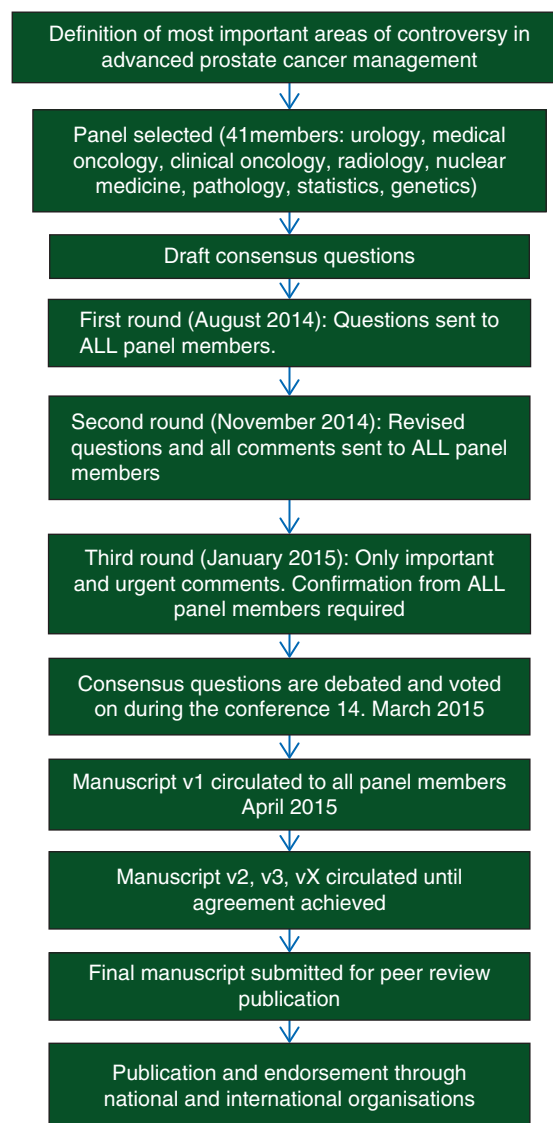 Definition of most important areas of controversy in
advanced prostate cancer management
Panel selected (41members: urology, medical
oncology, clinical oncology, radiology, nuclear
medicine, pathology, statistics, genetics)
Draft consensus questions
First round (August 2014): Questions sent to
ALL panel members.
Second round (November 2014): Revised
questions and all comments sent to ALL panel
members
Third round (January 2015): Only important
and urgent comments. Confirmation from ALL
panel members required
Consensus questions are debated and voted
on during the conference 14. March 2015
Manuscript v1 circulated to all panel members
April 2015
Manuscript v2, v3, vX circulated until
agreement achieved
Final manuscript submitted for peer review
publication
Publication and endorsement through
national and international organisations